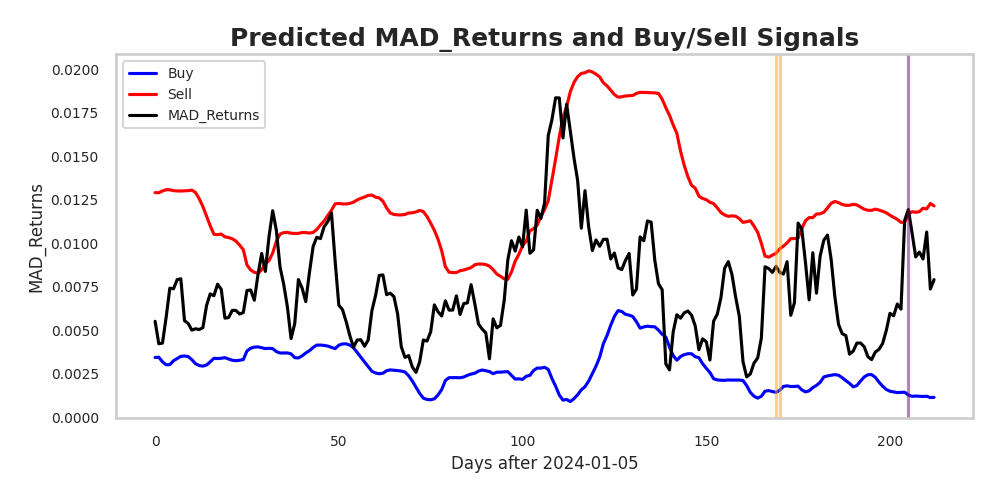 Predicted MAD_Returns and Buy/Sell Signals
Buy
Sell
MAD_Returns
MAD_Returns
0.0200
0.0175
0.0150
0.0125
0.0100
0.0075
0.0050
0.0025
0.0000
0 50 100 150 200
Days after 2024-01-05